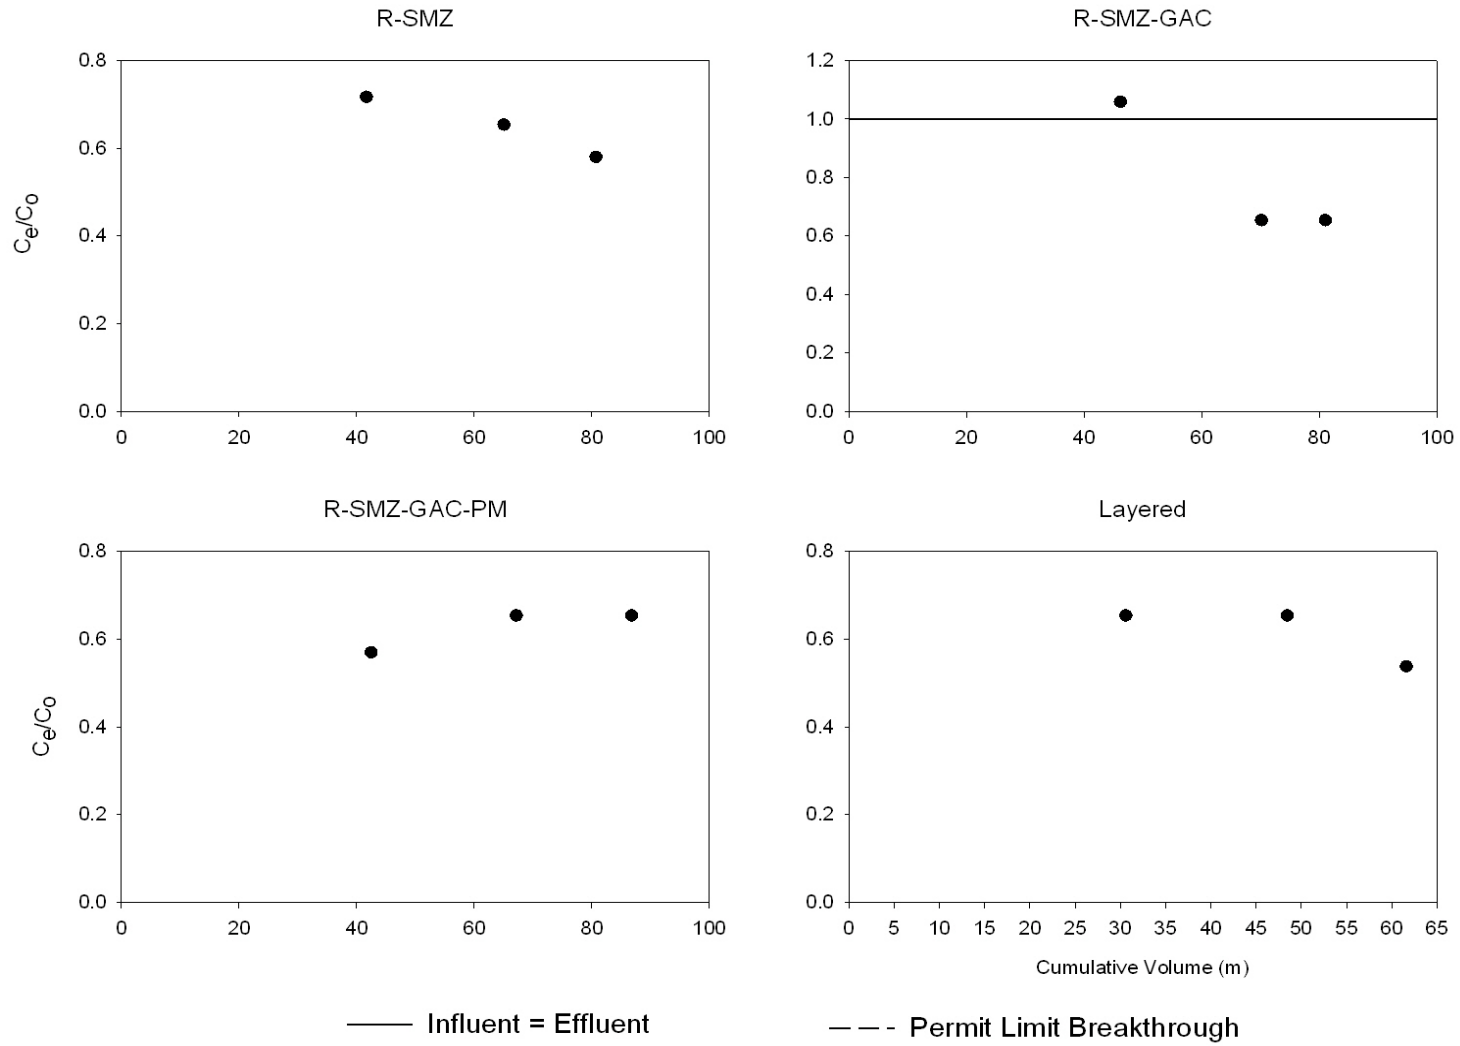 R-SMZ
R-SMZ-GAC
0.8
0.6
0.4
0.2
0.0
Ce/Co
0 20 40 60 80 100
1.2
1.0
0.8
0.6
0.4
0.2
0.0
0 20 40 60 80 100
R-SMZ-GAC-PM
Layered
0.8
0.6
0.4
0.2
0.0
Ce/Co
0 20 40 60 80 100
0.8
0.6
0.4
0.2
0.0
0 5 10 15 20 25 30 35 40 45 50 55 60 65
Cumulative Volume (m)
Influent = Effluent
Permit Limit Breakthrough